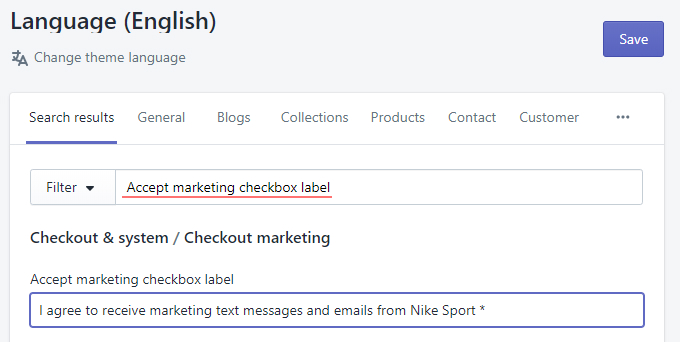 Language (English)
Save
Change theme language
Search results General Blogs Collections Products Contact Customer ...
Filter Accept marketing checkbox label
Checkout & system / Checkout marketing
Accept marketing checkbox label
I agree to receive marketing text messages and emails from Nike Sport *